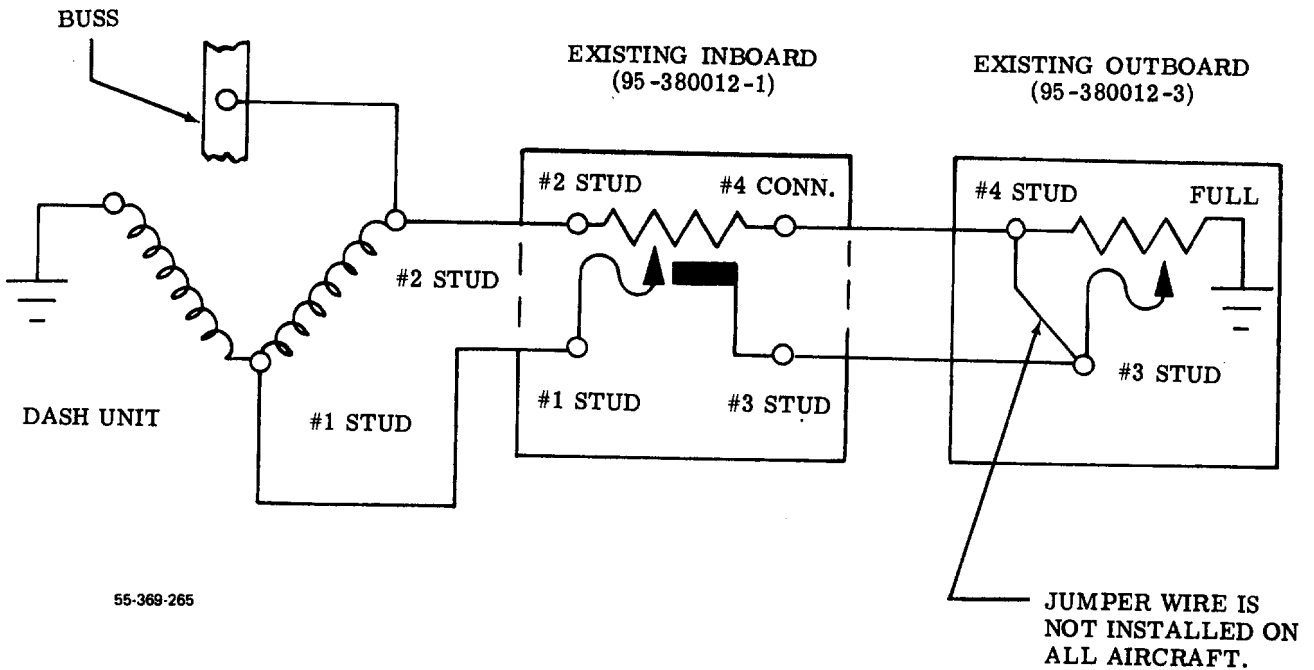 BUSS
EXISTING INBOARD
(95-380012-1)
EXISTING OUTBOARD
(95-380012-3)
#2 STUD
#4 CONN.
#4 STUD
FULL
#2 STUD
#1 STUD
#3 STUD
#3 STUD
DASH UNIT
#1 STUD
55-369-265
JUMPER WIRE IS
NOT INSTALLED ON
ALL AIRCRAFT.